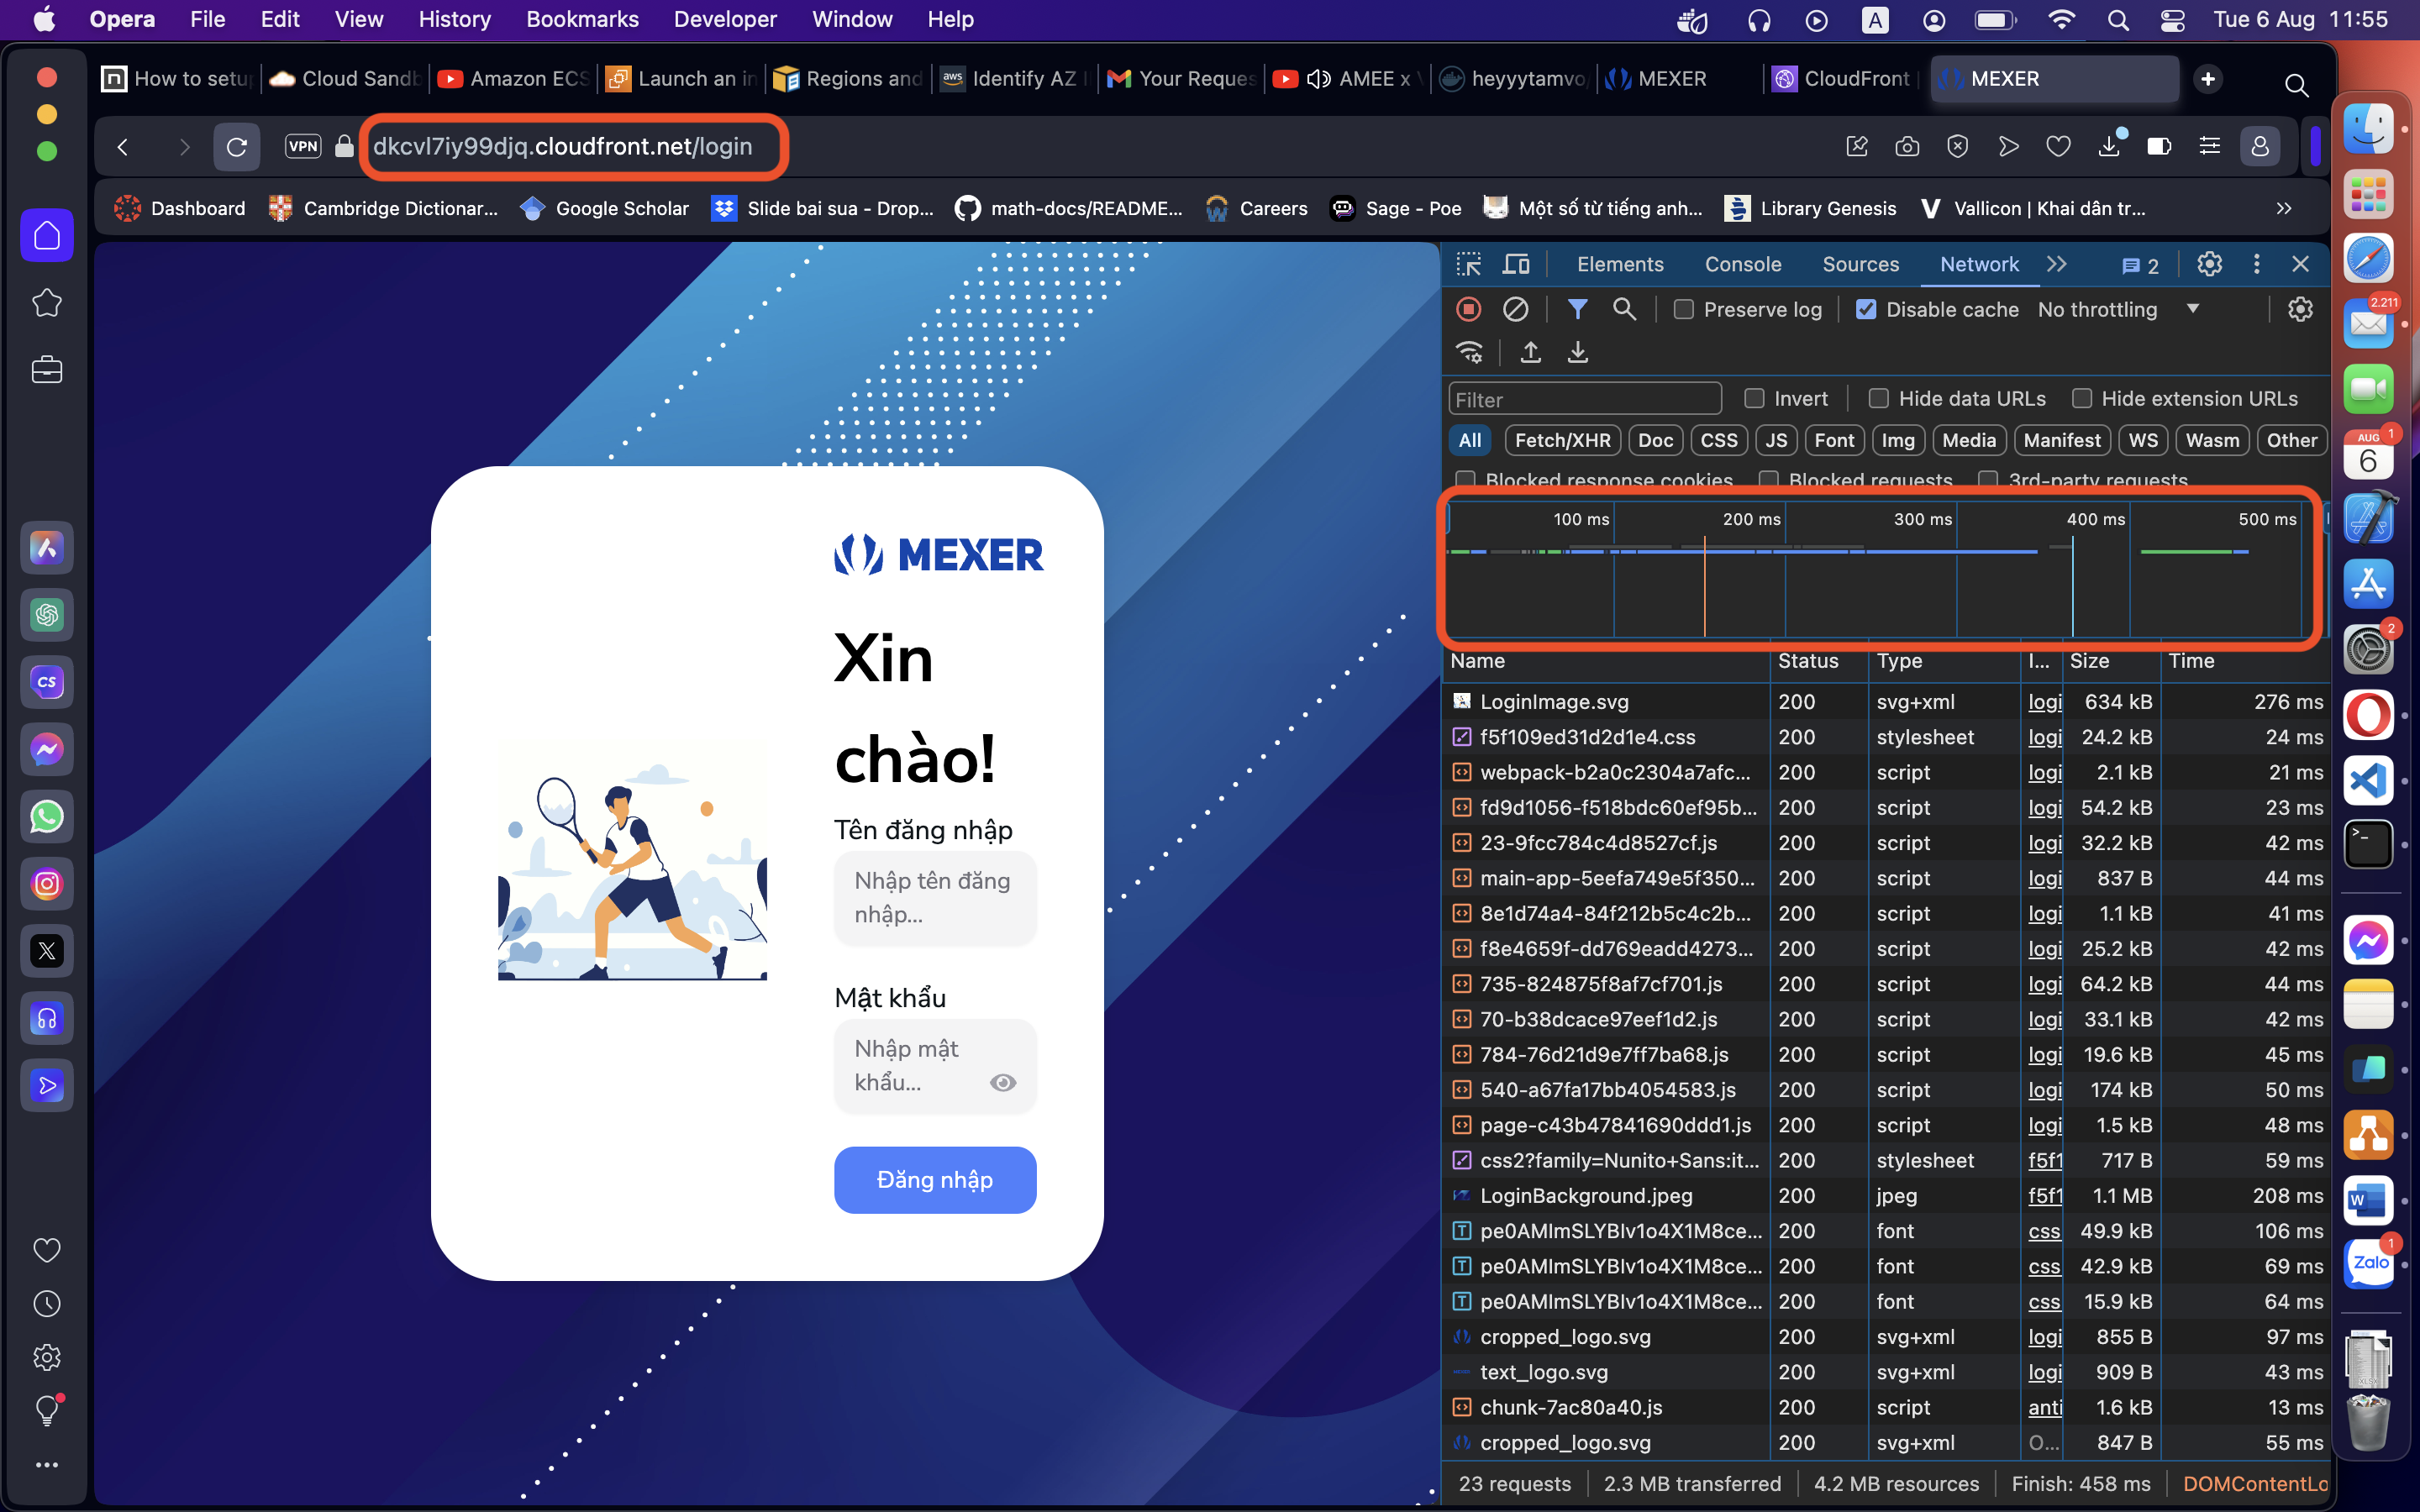 Opera File Edit View History Bookmarks Developer Window Help
A Tue 6 Aug 11:55
How to setup Cloud Sandb Amazon ECS Launch an in Regions and aws Identify AZ Your Reques AMEE x heyyytamvo MEXER CloudFront MEXER
VPN dkcvl7iy99djq.cloudfront.net/login
Dashboard Cambridge Dictionar... Google Scholar Slide bai sua - Drop... math-docs/README... Careers Sage - Poe Một số từ tiếng anh... Library Genesis Vallicon | Khai dân tr...
MEXER
Xin
chào!
Tên đăng nhập
Nhập tên đăng
nhập...
Mật khẩu
Nhập mật
khẩu...
Đăng nhập
Elements Console Sources Network 2
Preserve log Disable cache No throttling
Filter Invert Hide data URLs Hide extension URLs
All Fetch/XHR Doc CSS JS Font Img Media Manifest WS Wasm Other
Blocked response cookies Blocked requests 3rd-party requests
100 ms 200 ms 300 ms 400 ms 500 ms
Name Status Type I... Size Time
LoginImage.svg 200 svg+xml logi 634 kB 276 ms
f5f109ed31d2d1e4.css 200 stylesheet logi 24.2 kB 24 ms
webpack-b2a0c2304a7afc... 200 script logi 2.1 kB 21 ms
fd9d1056-f518bdc60ef95b... 200 script logi 54.2 kB 23 ms
23-9fcc784c4d8527cf.js 200 script logi 32.2 kB 42 ms
main-app-5eefa749e5f350... 200 script logi 837 B 44 ms
8e1d74a4-84f212b5c4c2b... 200 script logi 1.1 kB 41 ms
f8e4659f-dd769eadd4273... 200 script logi 25.2 kB 42 ms
735-824875f8af7cf701.js 200 script logi 64.2 kB 44 ms
70-b38dcace97eef1d2.js 200 script logi 33.1 kB 42 ms
784-76d21d9e7ff7ba68.js 200 script logi 19.6 kB 45 ms
540-a67fa17bb4054583.js 200 script logi 174 kB 50 ms
page-c43b47841690ddd1.js 200 script logi 1.5 kB 48 ms
css2?family=Nunito+Sans:it... 200 stylesheet f5f1 717 B 59 ms
LoginBackground.jpeg 200 jpeg f5f1 1.1 MB 208 ms
pe0AMImSLYBIv1o4X1M8ce... 200 font css 49.9 kB 106 ms
pe0AMImSLYBIv1o4X1M8ce... 200 font css 42.9 kB 69 ms
pe0AMImSLYBIv1o4X1M8ce... 200 font css 15.9 kB 64 ms
cropped_logo.svg 200 svg+xml logi 855 B 97 ms
text_logo.svg 200 svg+xml logi 909 B 43 ms
chunk-7ac80a40.js 200 script anti 1.6 kB 13 ms
cropped_logo.svg 200 svg+xml O... 847 B 55 ms
23 requests 2.3 MB transferred 4.2 MB resources Finish: 458 ms DOMContentLo
CS
2.211
AUG 1
6
2
W
1
Zalo